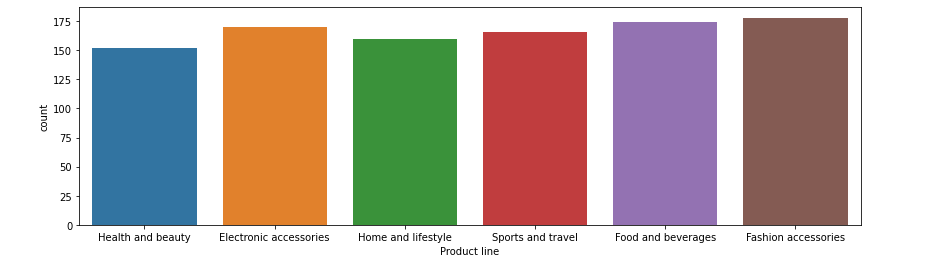 175
150
125
100
75
50
25
0
count
Health and beauty Electronic accessories Home and lifestyle Sports and travel Food and beverages Fashion accessories
Product line